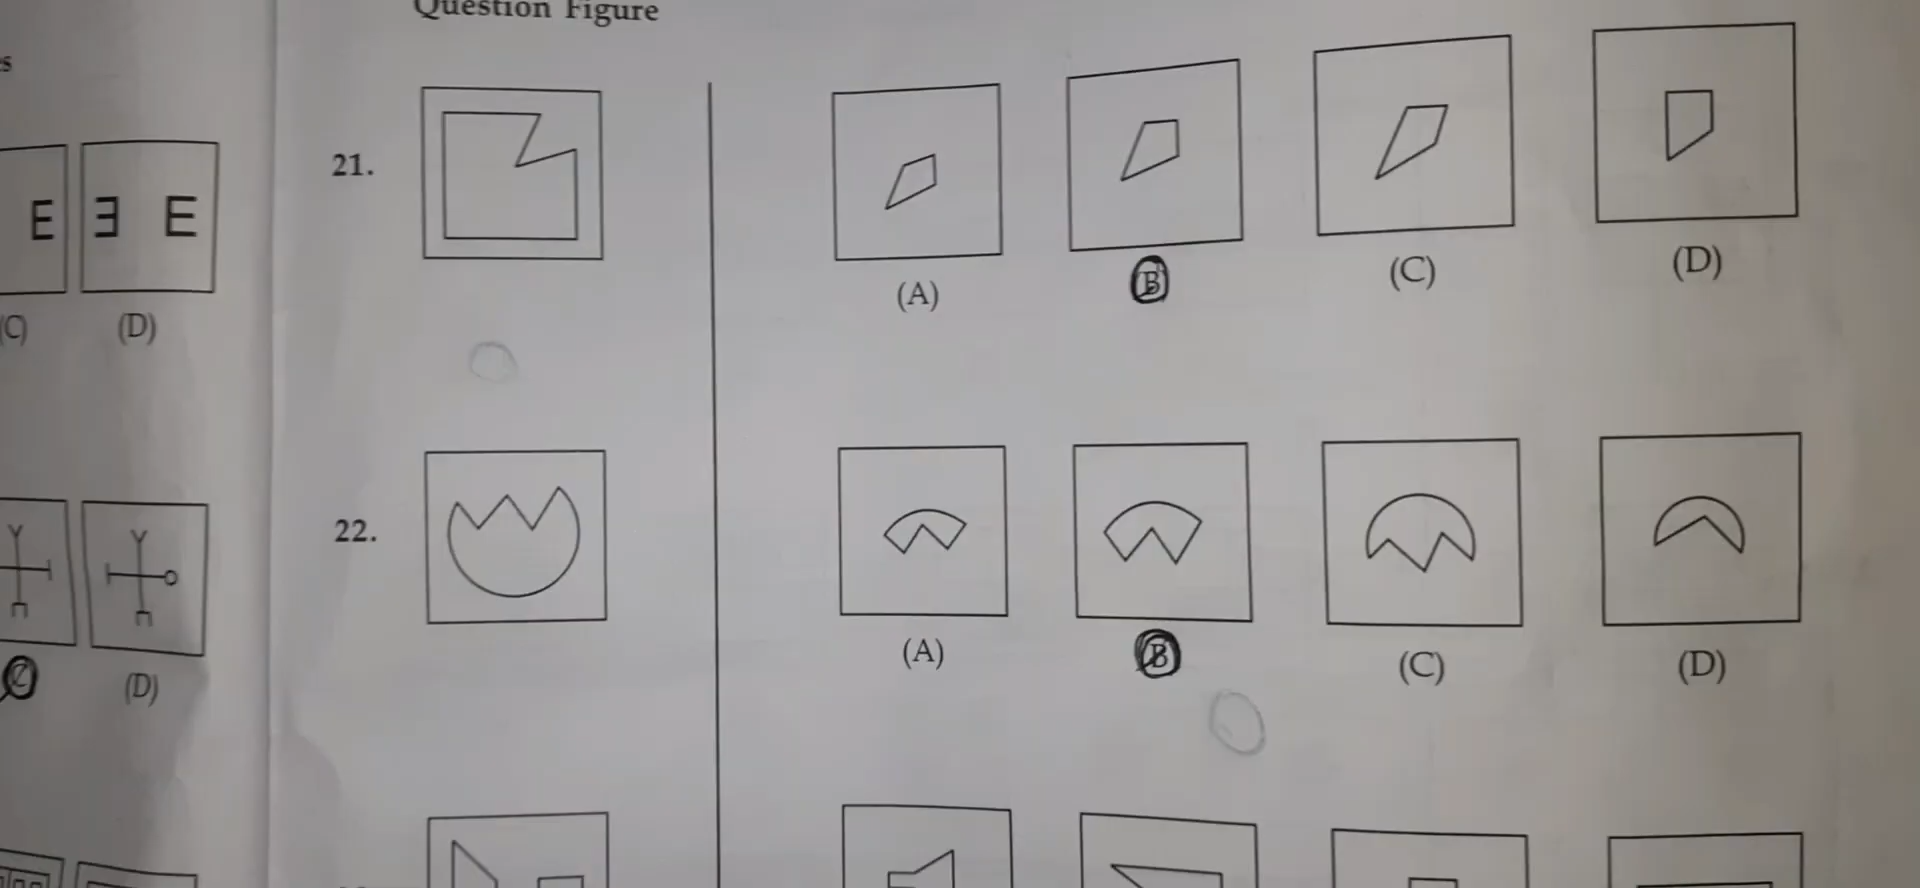 Question Figure
s
E
E
Ǝ E
(C)
(D)
C
(D)
21.
(A)
B
(C)
(D)
22.
(A)
B
(C)
(D)